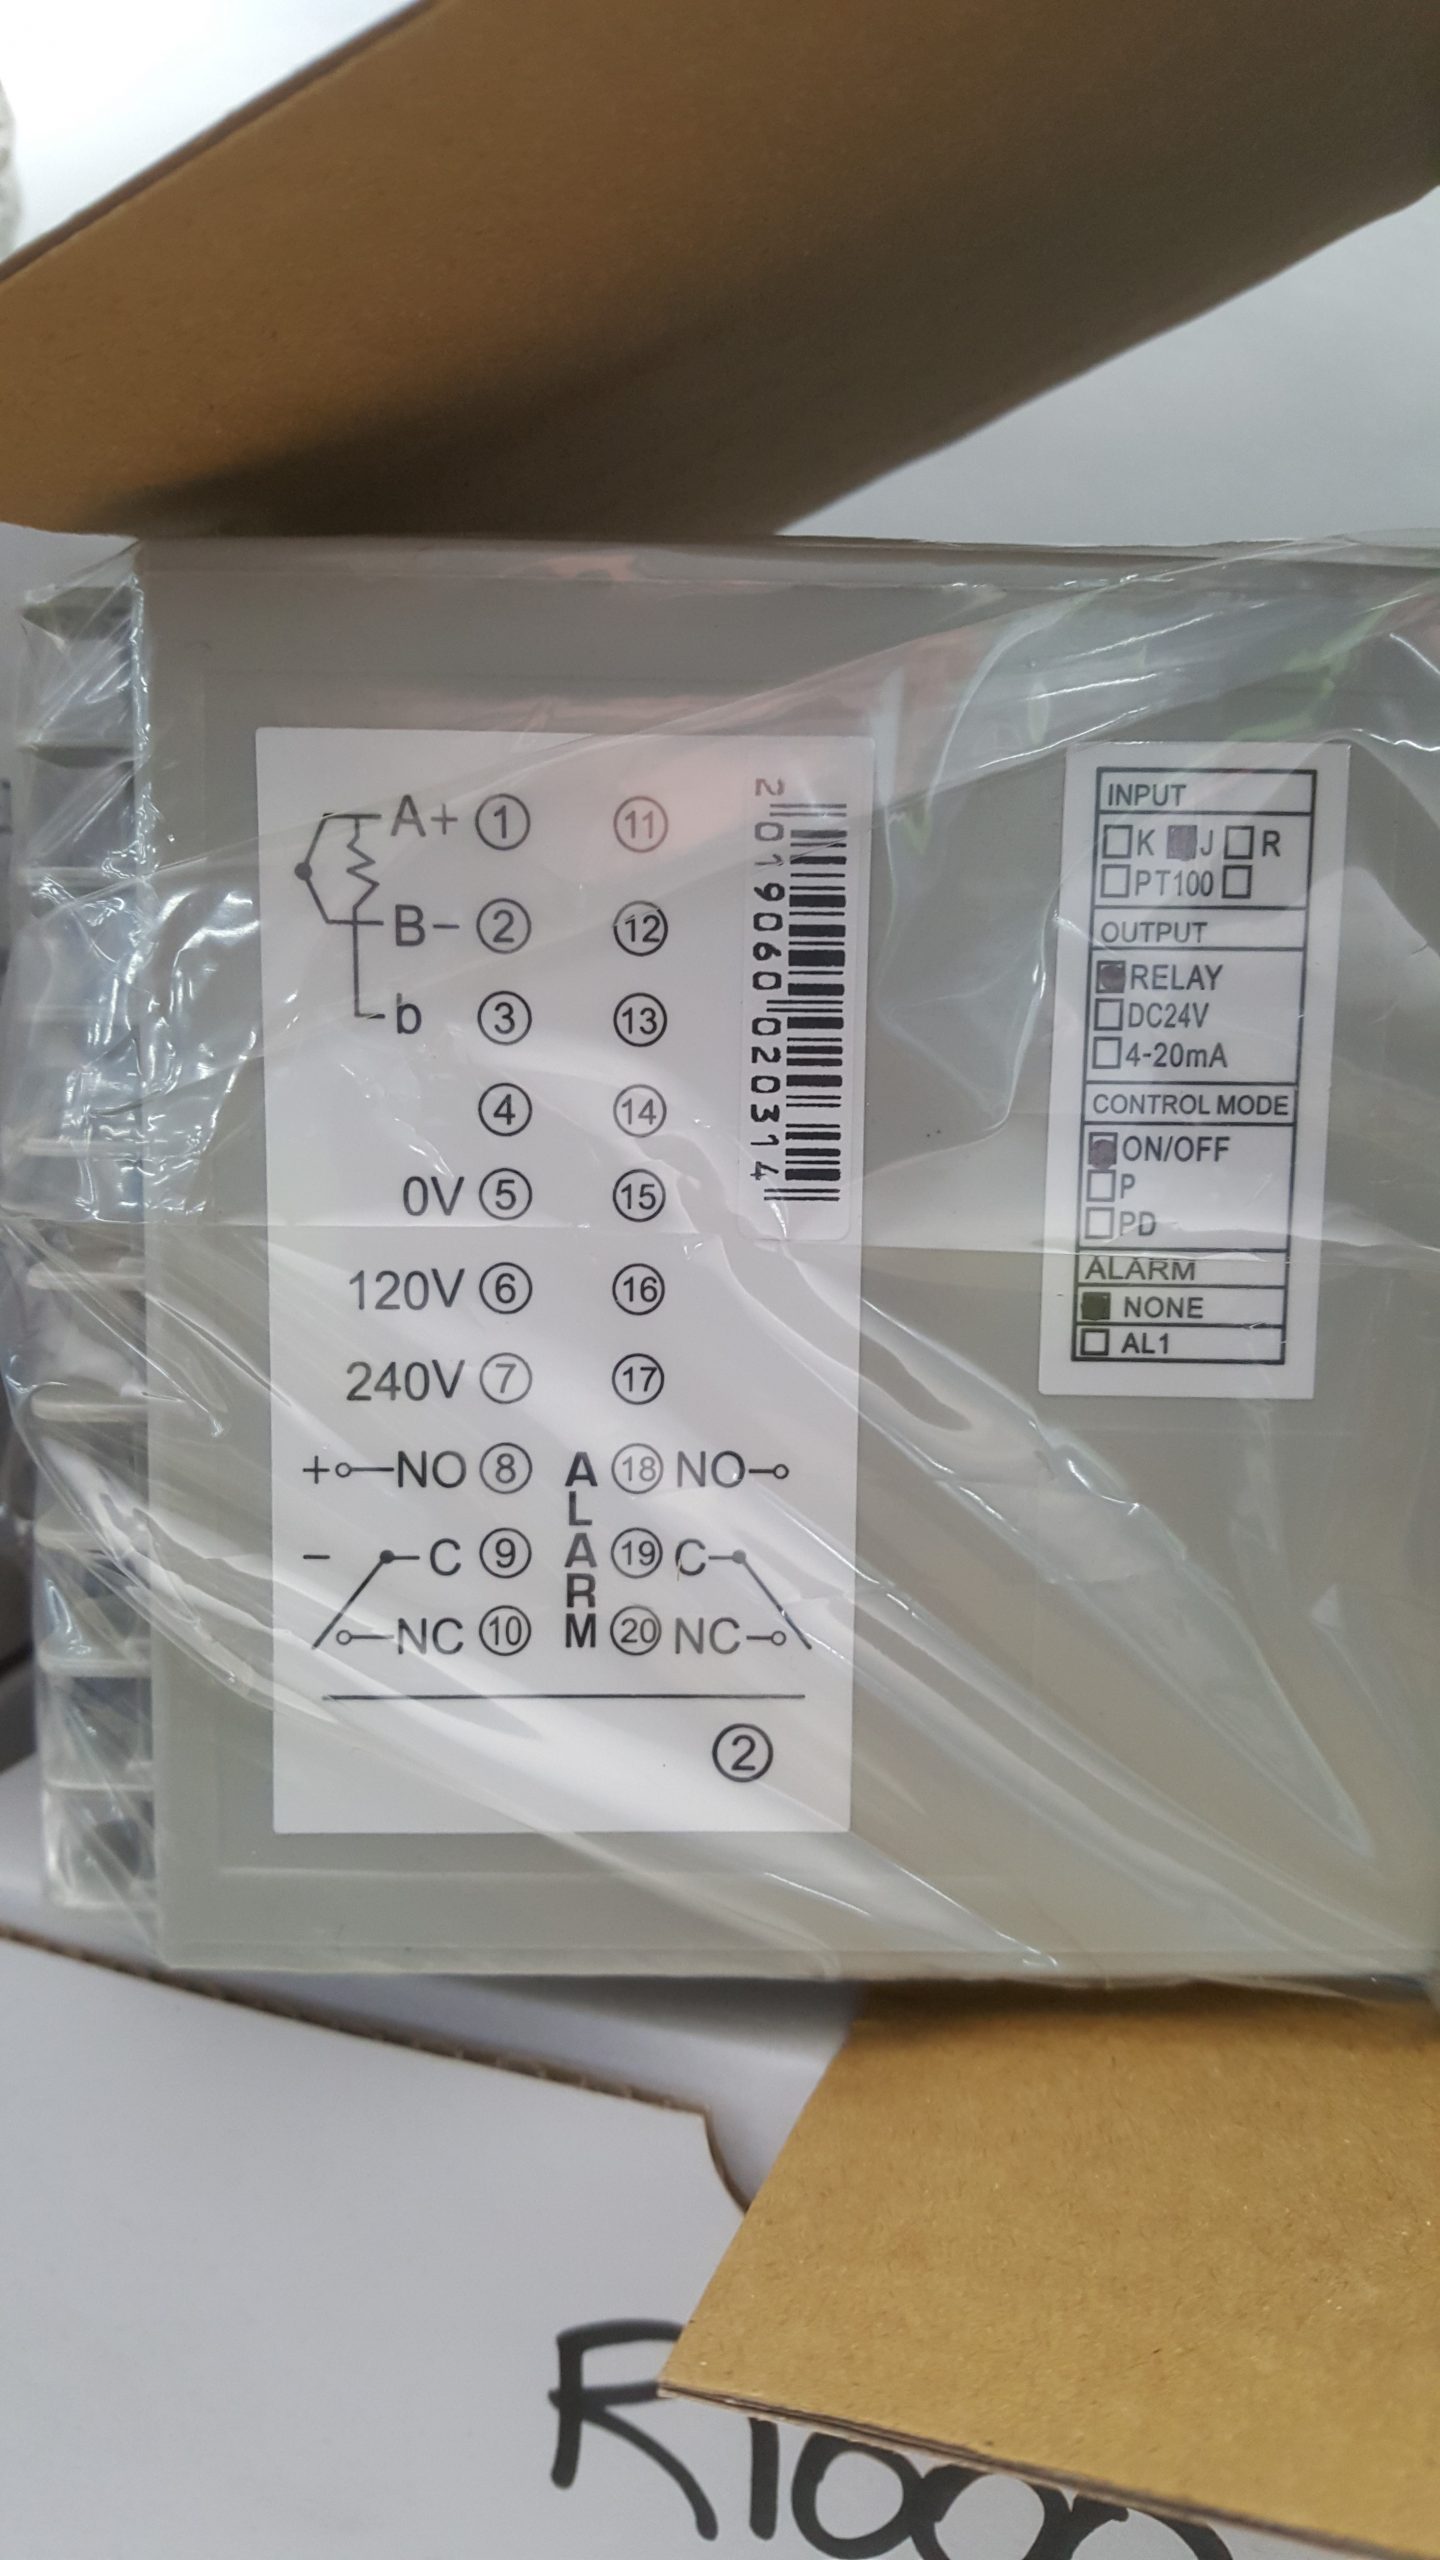 A+ ① ⑪
B- ② ⑫
b ③ ⑬
④ ⑭
0V ⑤ ⑮
120V ⑥ ⑯
240V ⑦ ⑰
+ NO ⑧ ⑱ NO
- C ⑨ ⑲ C
NC ⑩ ⑳ NC
ALARM
②
2019060020314
INPUT
K J R
PT100
OUTPUT
RELAY
DC24V
4-20mA
CONTROL MODE
ON/OFF
P
PD
ALARM
NONE
AL1